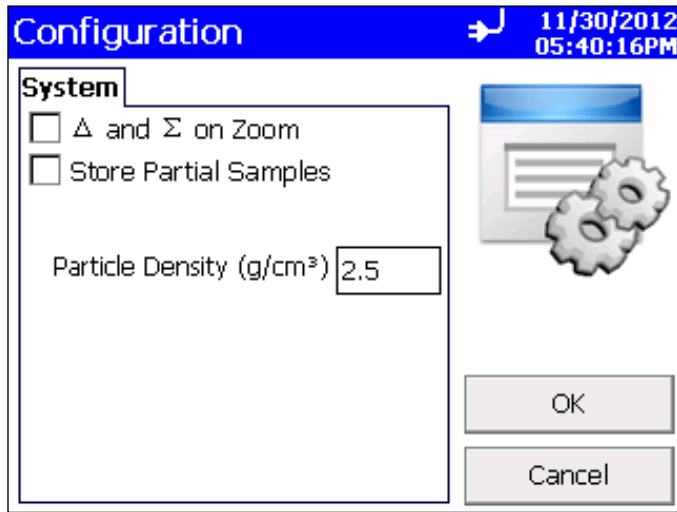 Configuration
11/30/2012
05:40:16PM
System
Δ and Σ on Zoom
Store Partial Samples
Particle Density (g/cm³) 2.5
OK
Cancel